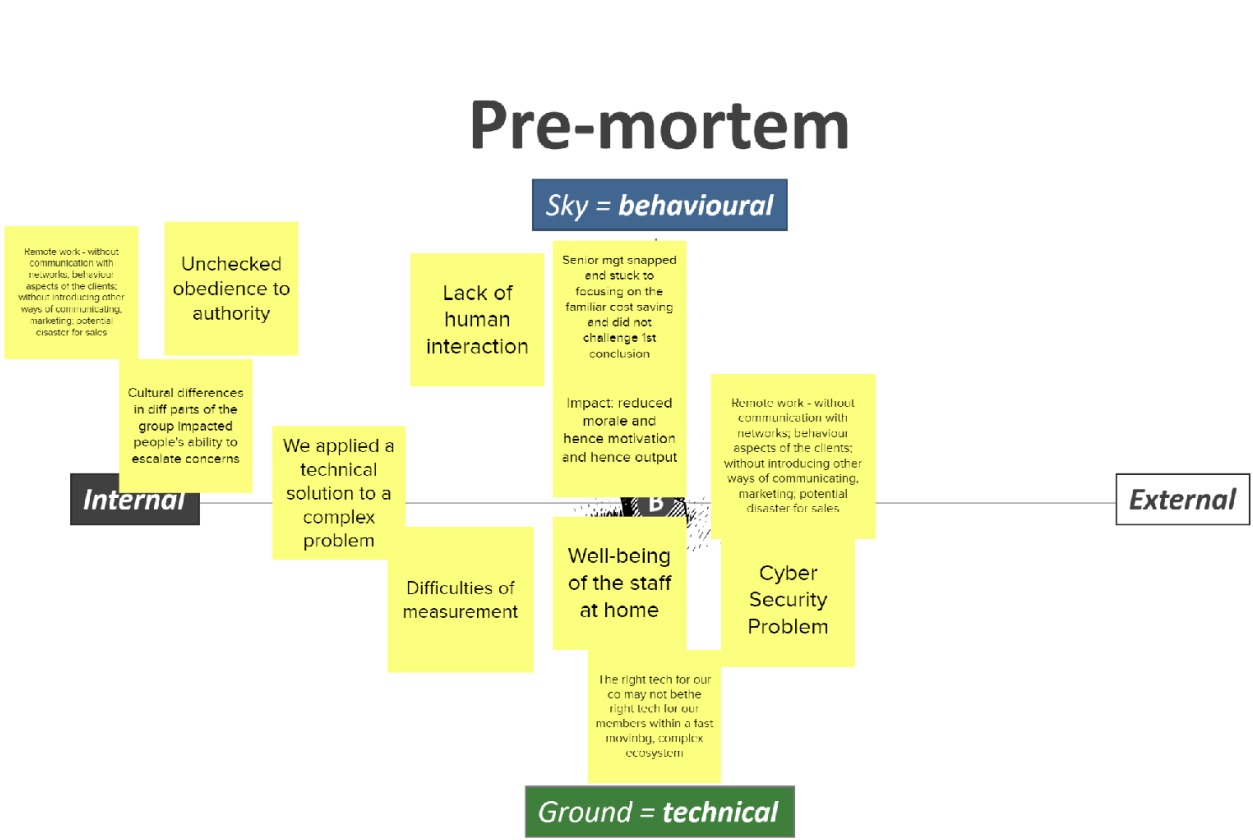 Pre-mortem
Sky = behavioural
Remote work - without
communication with
networks; behaviour
aspects of the clients;
without introducing other
ways of communicating,
marketing; potential
disaster for sales
Unchecked
obedience to
authority
Lack of
human
interaction
Senior mgt snapped
and stuck to
focusing on the
familiar cost saving
and did not
challenge 1st
conclusion
Cultural differences
in diff parts of the
group impacted
people's ability to
escalate concerns
Impact: reduced
morale and
hence motivation
and hence output
Remote work - without
communication with
networks; behaviour
aspects of the clients;
without introducing other
ways of communicating,
marketing; potential
disaster for sales
We applied a
technical
solution to a
complex
problem
Internal
B
External
Difficulties of
measurement
Well-being
of the staff
at home
Cyber
Security
Problem
The right tech for our
co may not bethe
right tech for our
members within a fast
movinbg, complex
ecosystem
Ground = technical